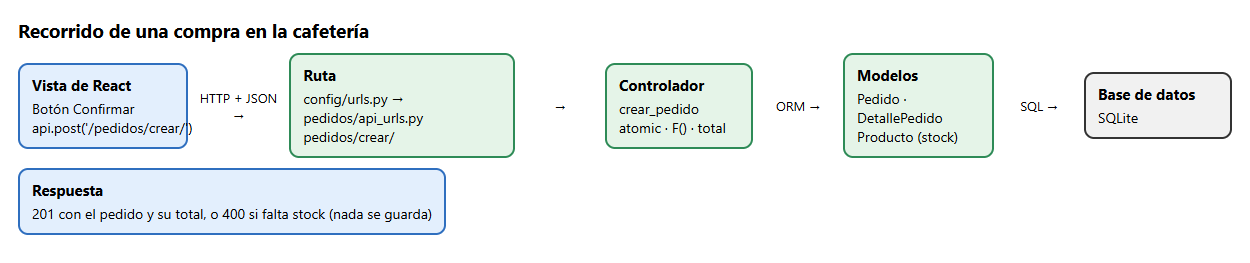 Recorrido de una compra en la cafetería
Vista de React
Botón Confirmar
api.post('/pedidos/crear/')
HTTP + JSON
→
Ruta
config/urls.py →
pedidos/api_urls.py
pedidos/crear/
→
Controlador
crear_pedido
atomic · F() · total
ORM →
Modelos
Pedido ·
DetallePedido
Producto (stock)
SQL →
Base de datos
SQLite
Respuesta
201 con el pedido y su total, o 400 si falta stock (nada se guarda)